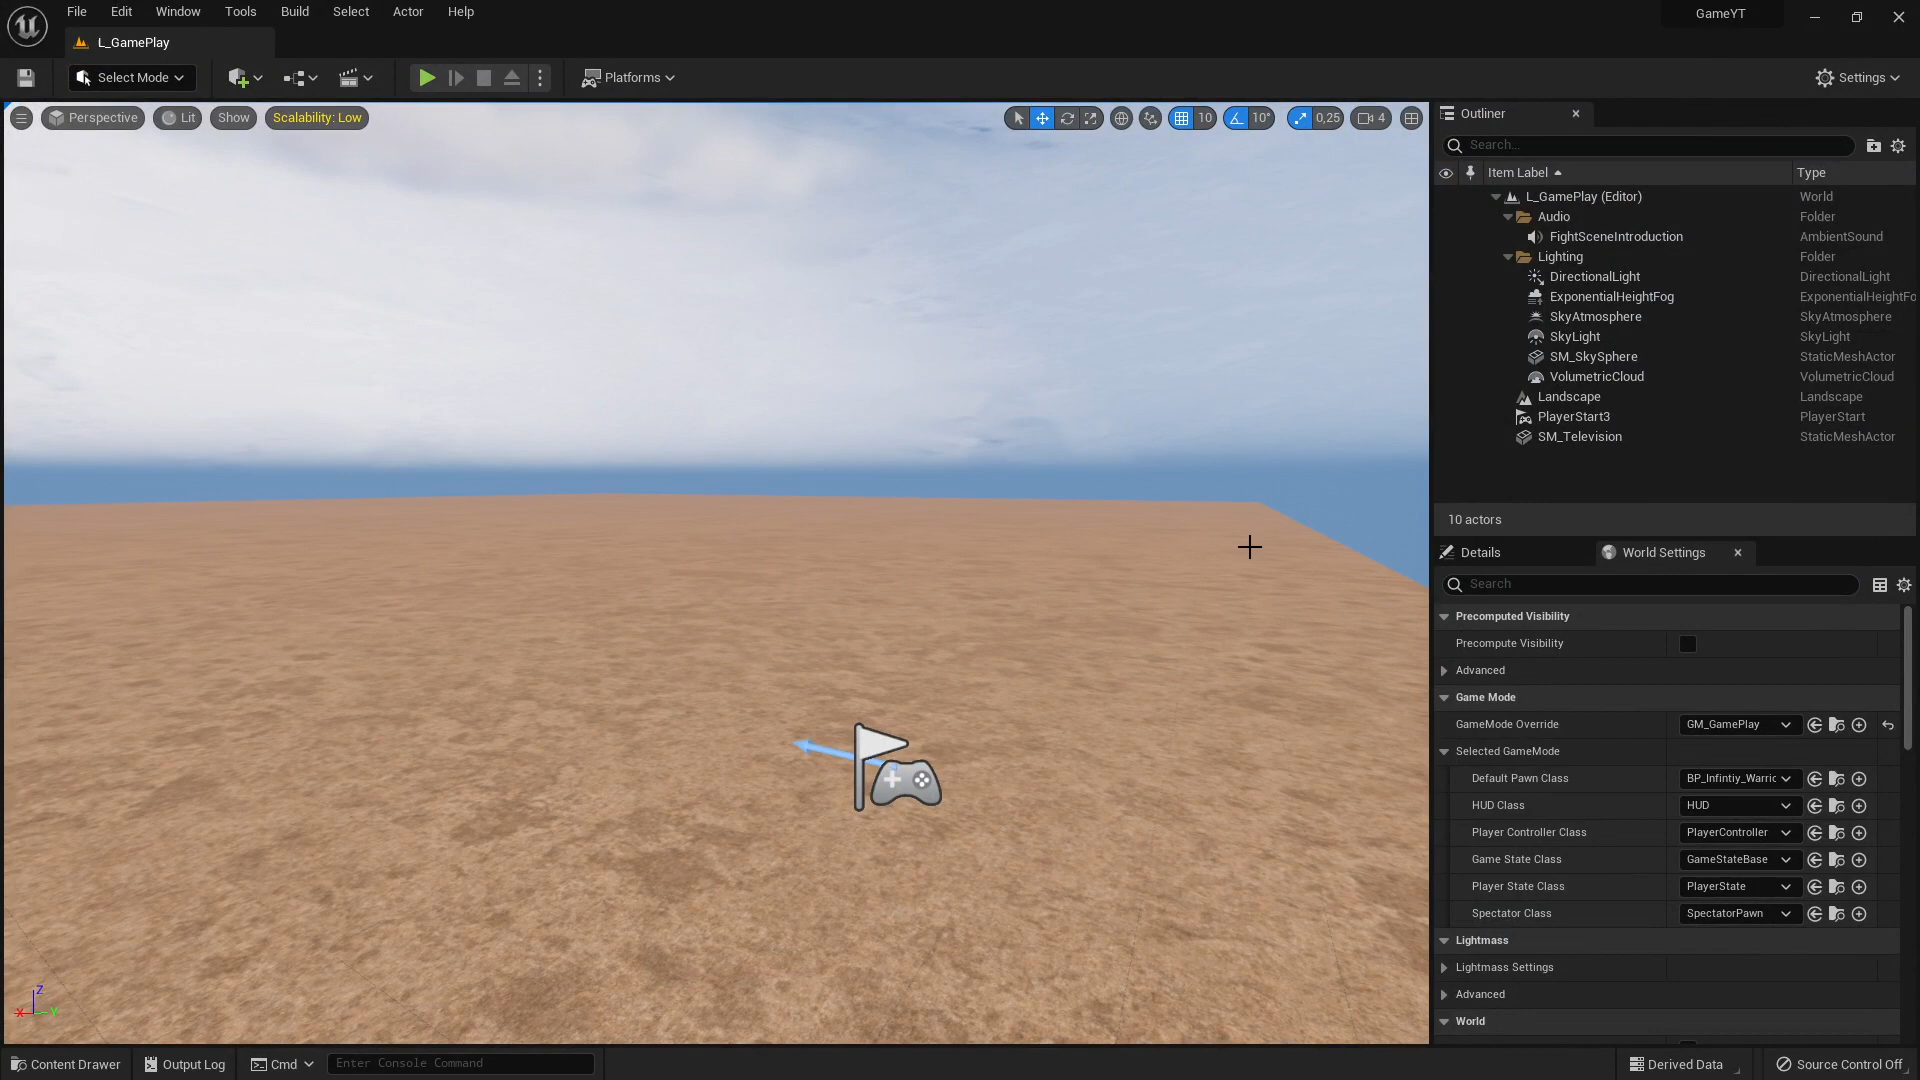 File Edit Window Tools Build Select Actor Help
GameYT
L_GamePlay
Select Mode
Platforms
Settings
Perspective Lit Show Scalability: Low
10 10° 0,25 4
Outliner
Search...
Item Label Type
L_GamePlay (Editor) World
Audio Folder
FightSceneIntroduction AmbientSound
Lighting Folder
DirectionalLight DirectionalLight
ExponentialHeightFog ExponentialHeightFo
SkyAtmosphere SkyAtmosphere
SkyLight SkyLight
SM_SkySphere StaticMeshActor
VolumetricCloud VolumetricCloud
Landscape Landscape
PlayerStart3 PlayerStart
SM_Television StaticMeshActor
10 actors
Details World Settings
Search
Precomputed Visibility
Precompute Visibility
Advanced
Game Mode
GameMode Override GM_GamePlay
Selected GameMode
Default Pawn Class BP_Infintiy_Warric
HUD Class HUD
Player Controller Class PlayerController
Game State Class GameStateBase
Player State Class PlayerState
Spectator Class SpectatorPawn
Lightmass
Lightmass Settings
Advanced
World
Z
X Y
Content Drawer Output Log Cmd Enter Console Command
Derived Data Source Control Off